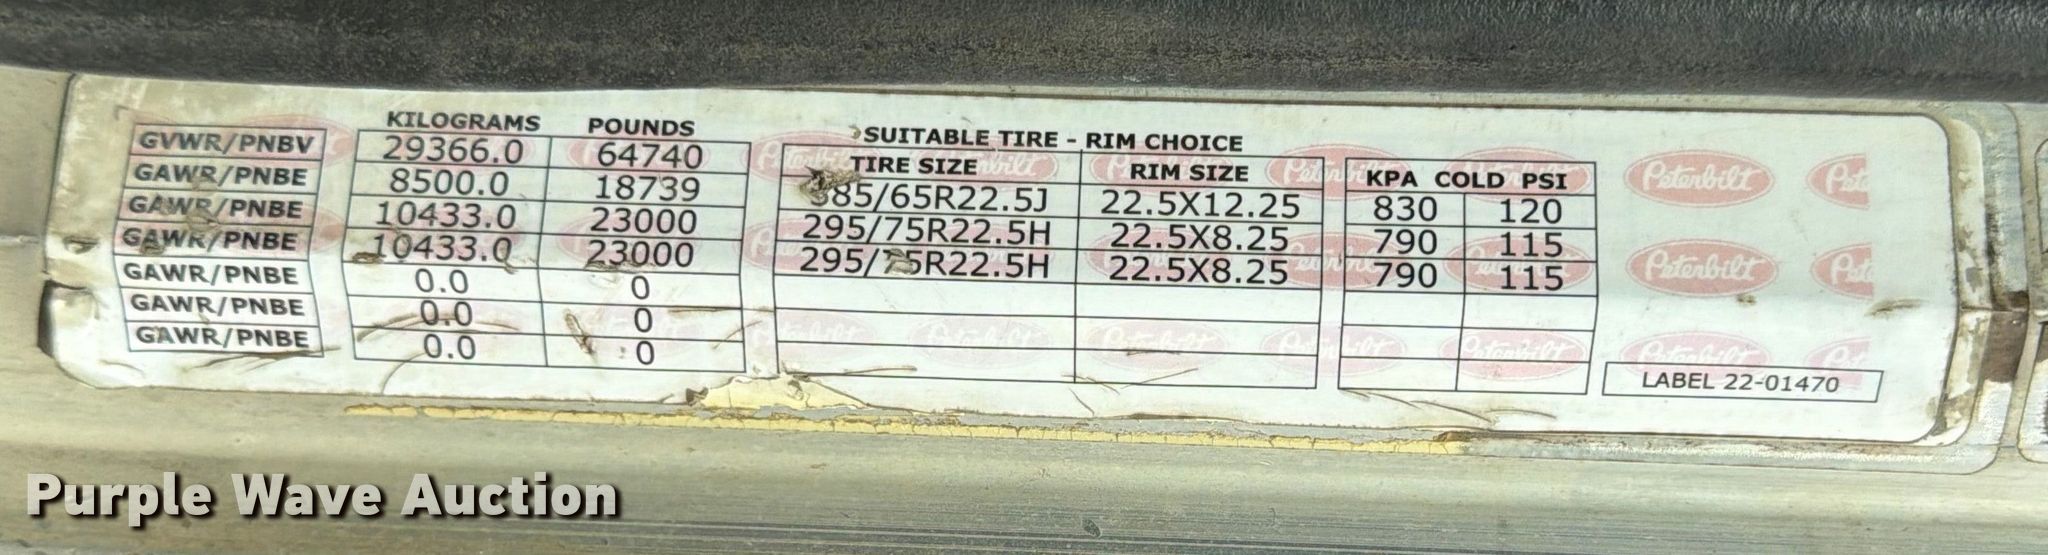 KILOGRAMS POUNDS
GVWR/PNBV 29366.0 64740
SUITABLE TIRE - RIM CHOICE
TIRE SIZE RIM SIZE KPA COLD PSI
GAWR/PNBE 8500.0 18739 385/65R22.5J 22.5X12.25 830 120
GAWR/PNBE 10433.0 23000 295/75R22.5H 22.5X8.25 790 115
GAWR/PNBE 10433.0 23000 295/75R22.5H 22.5X8.25 790 115
GAWR/PNBE 0.0 0
GAWR/PNBE 0.0 0
GAWR/PNBE 0.0 0
Peterbilt
Peterbilt
LABEL 22-01470
Purple Wave Auction